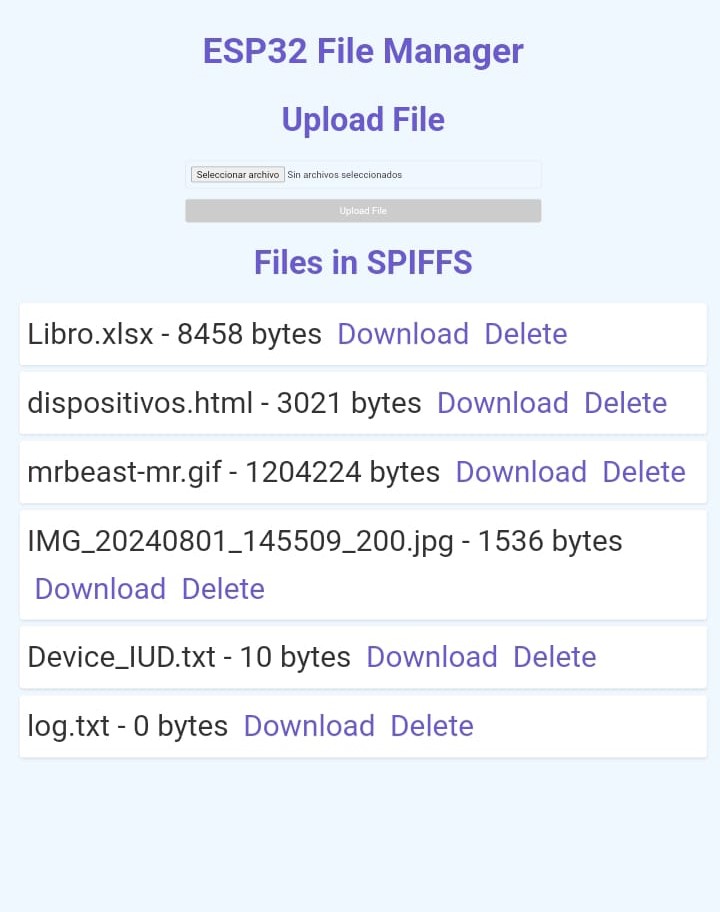 ESP32 File Manager
Upload File
Seleccionar archivo Sin archivos seleccionados
Upload File
Files in SPIFFS
Libro.xlsx - 8458 bytes Download Delete
dispositivos.html - 3021 bytes Download Delete
mrbeast-mr.gif - 1204224 bytes Download Delete
IMG_20240801_145509_200.jpg - 1536 bytes
Download Delete
Device_IUD.txt - 10 bytes Download Delete
log.txt - 0 bytes Download Delete